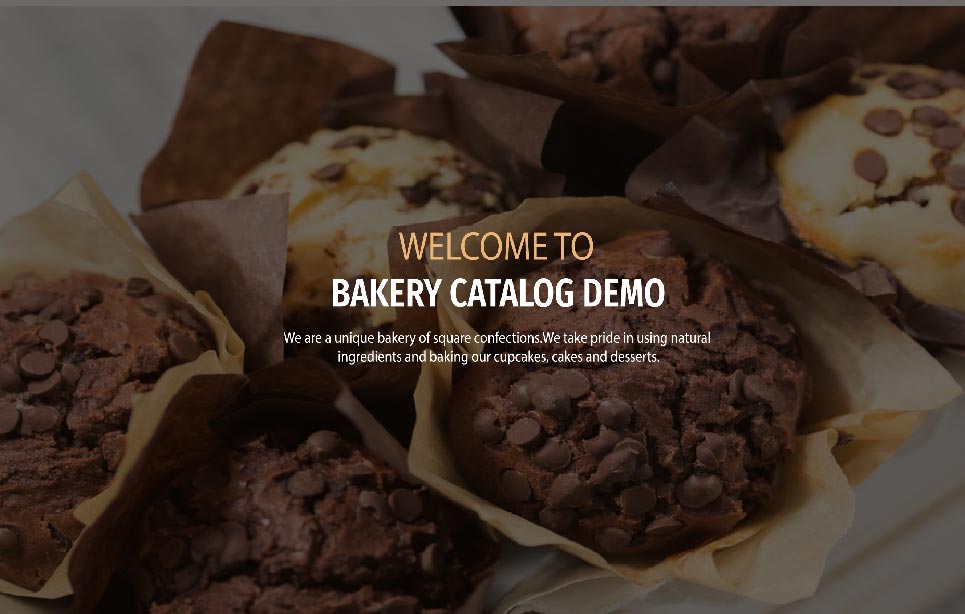 WELCOME TO
BAKERY CATALOG DEMO
We are a unique bakery of square confections.We take pride in using natural
ingredients and baking our cupcakes, cakes and desserts.